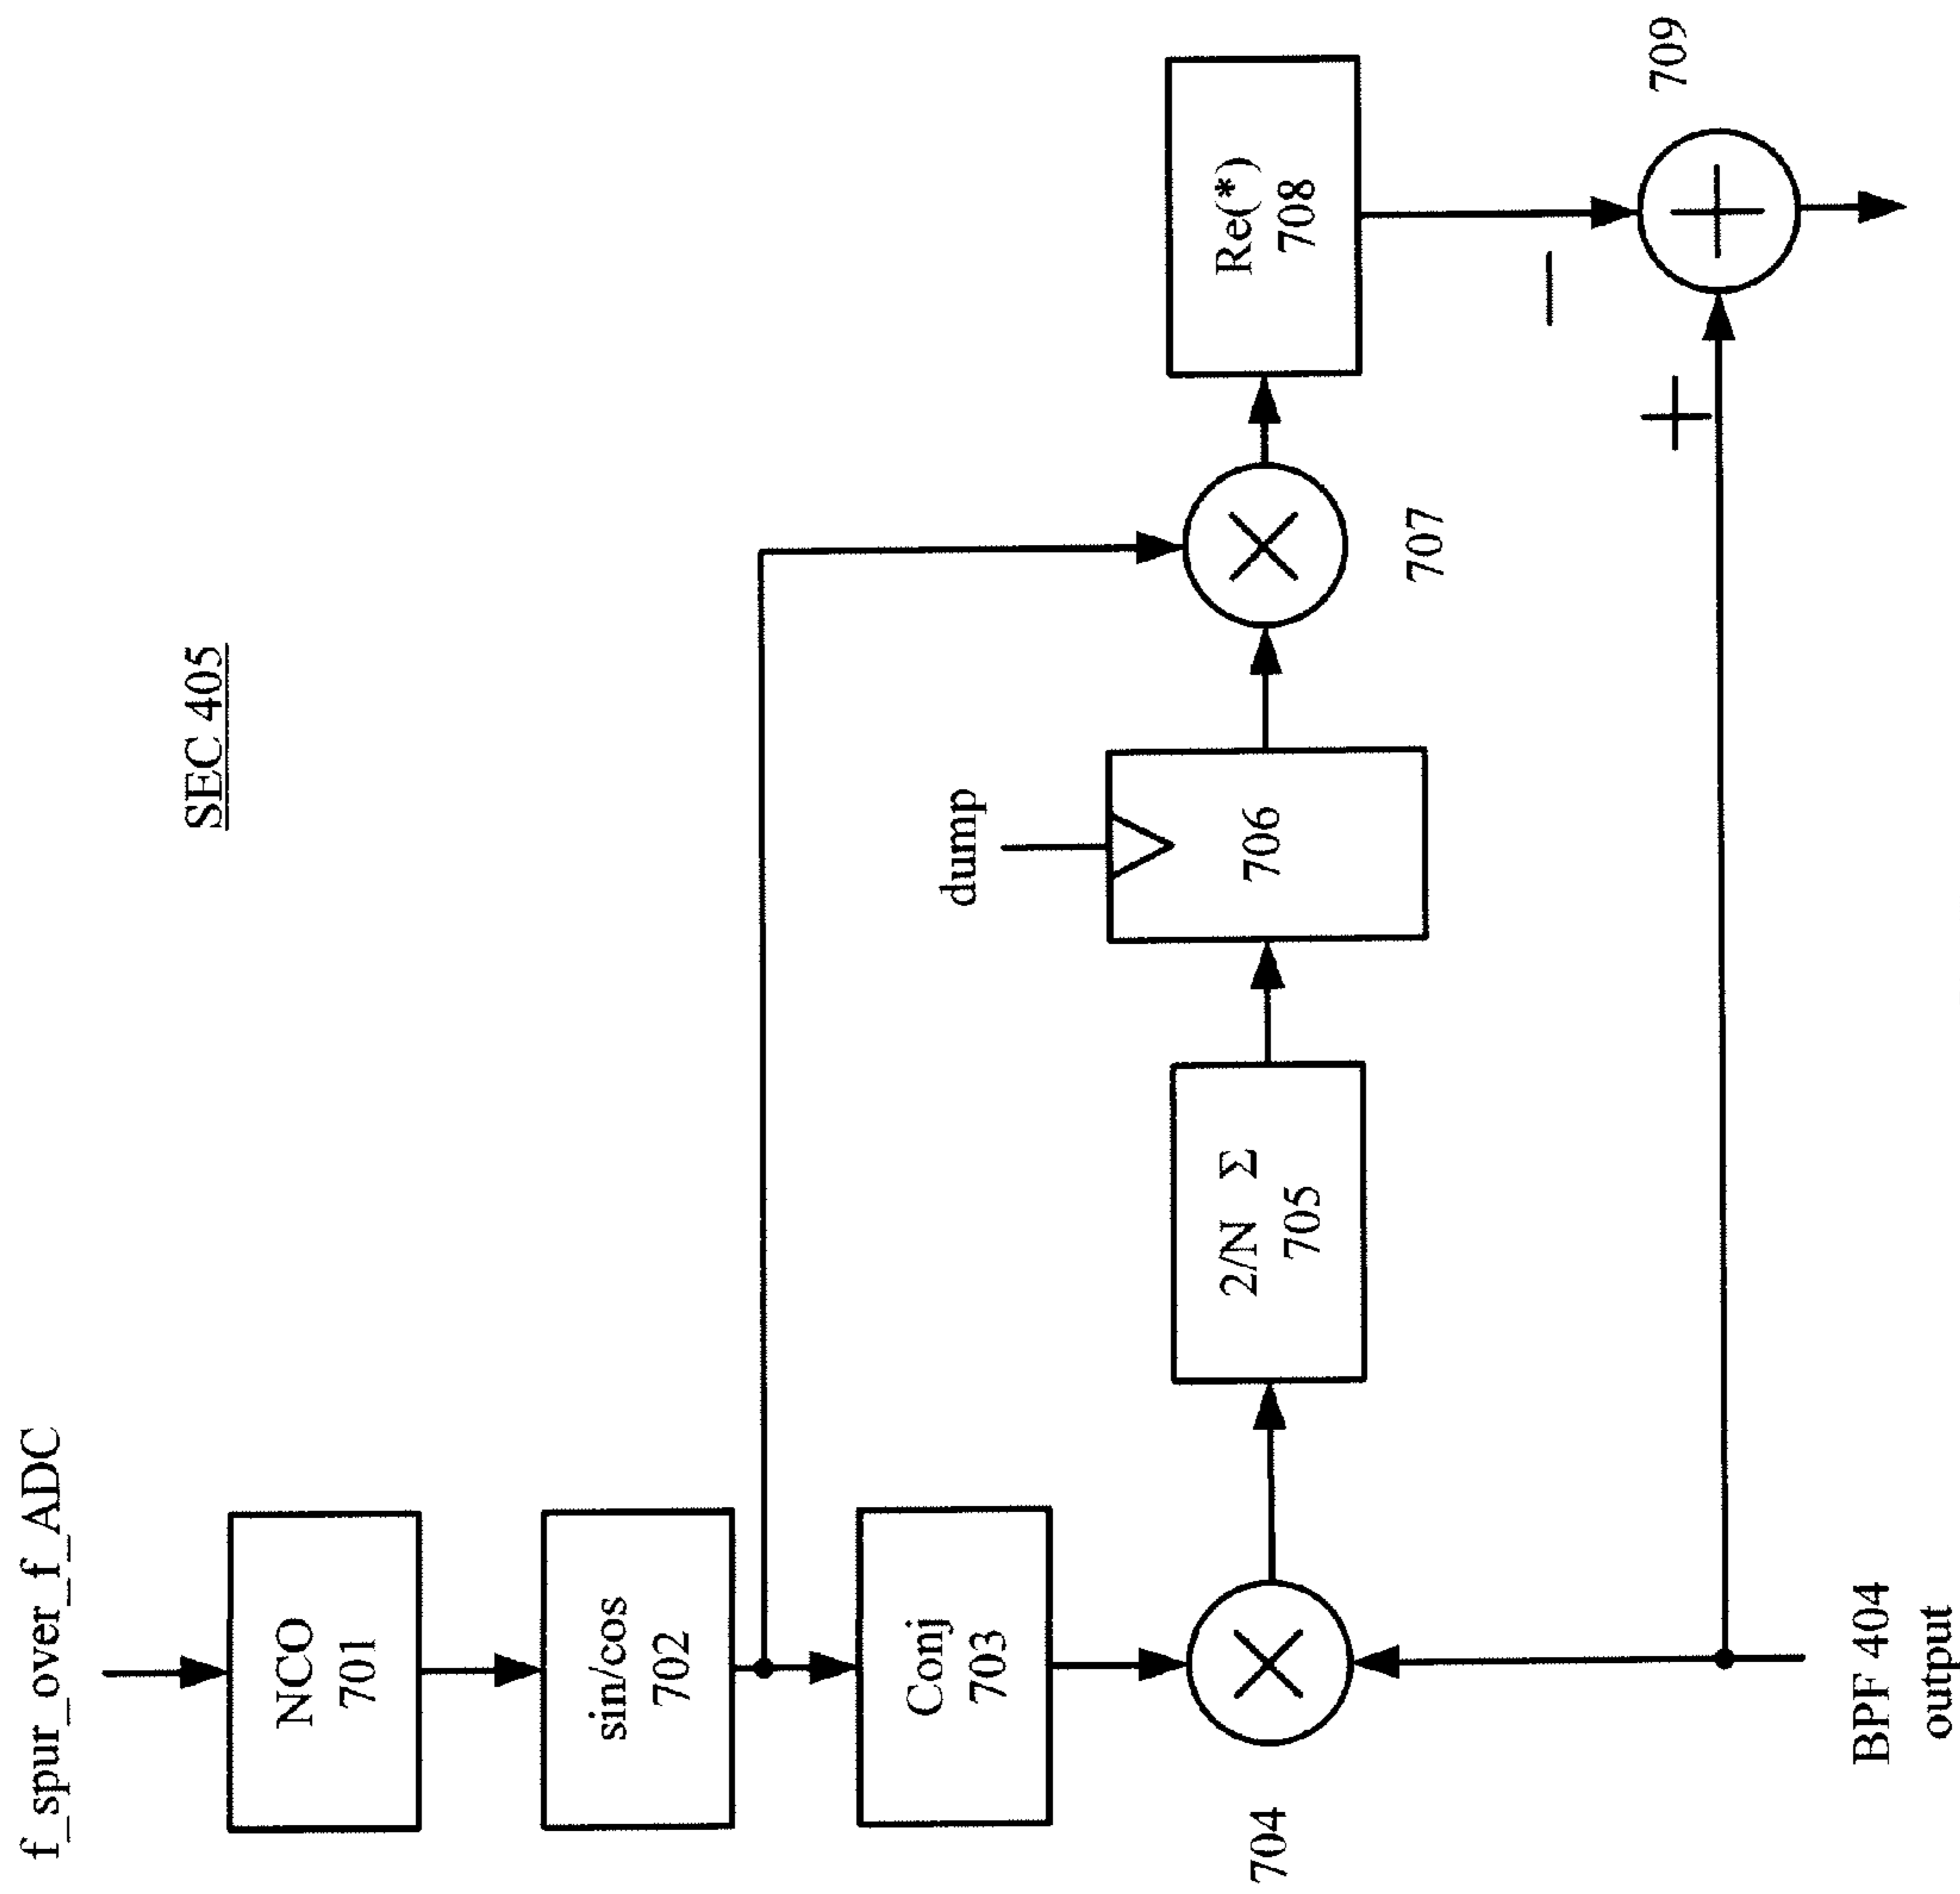 SEC 405
f_spur_over_f_ADC
NCO
701
sin/cos
702
Conj
703
704
BPF 404
output
2/N Σ
705
dump
706
707
Re(*)
708
−
+
709